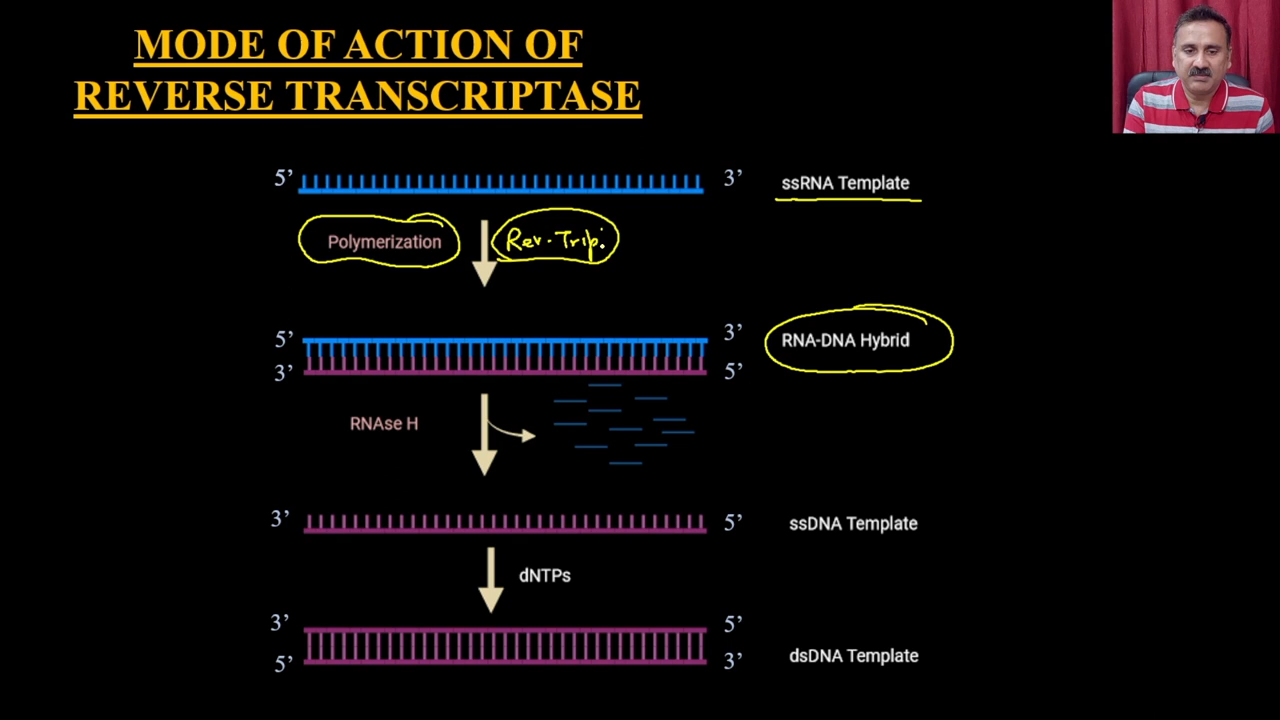 MODE OF ACTION OF
REVERSE TRANSCRIPTASE
5’ 3’ ssRNA Template
Polymerization Rev. Trip.
5’ 3’ RNA-DNA Hybrid
3’ 5’
RNAse H
3’ 5’ ssDNA Template
dNTPs
3’ 5’
5’ 3’ dsDNA Template